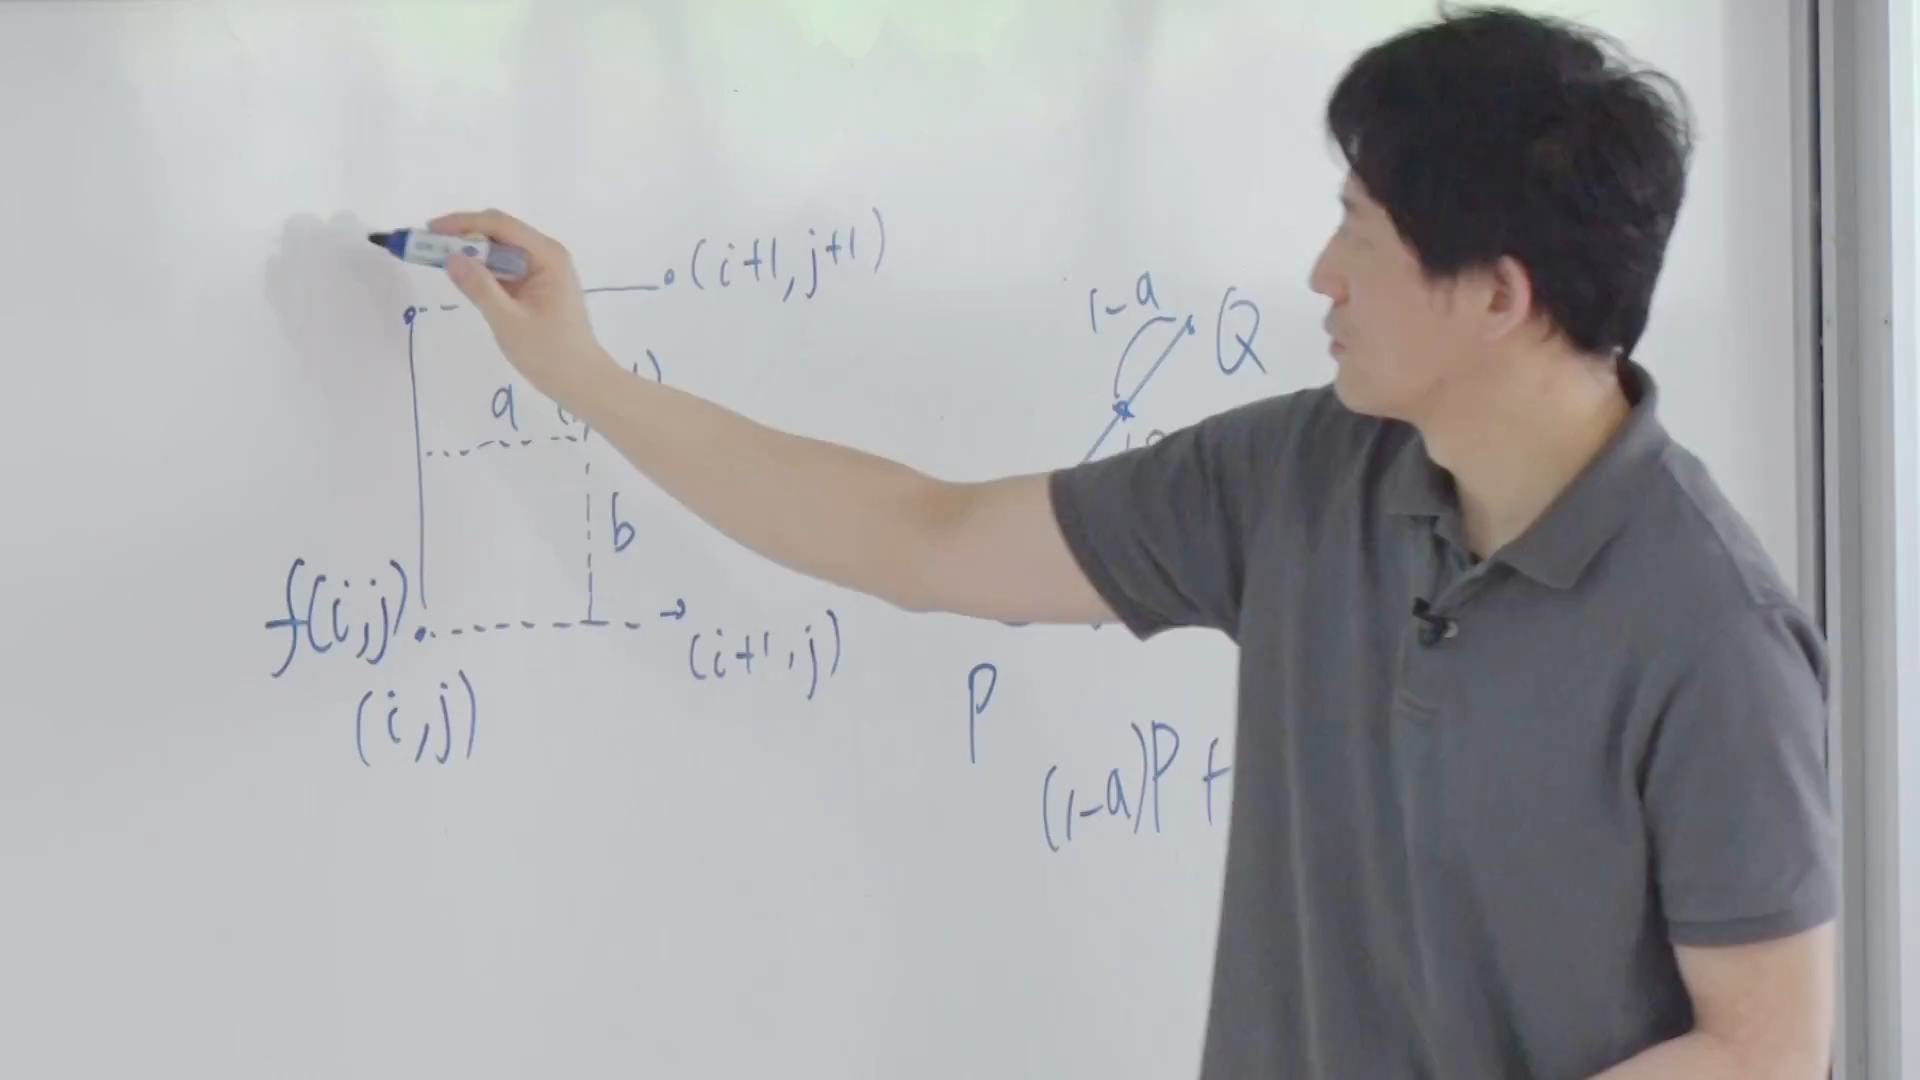 (i+1, j+1)
1-a
Q
a
b
f(i,j)
(i+1, j)
(i,j)
P
(1-a)P +